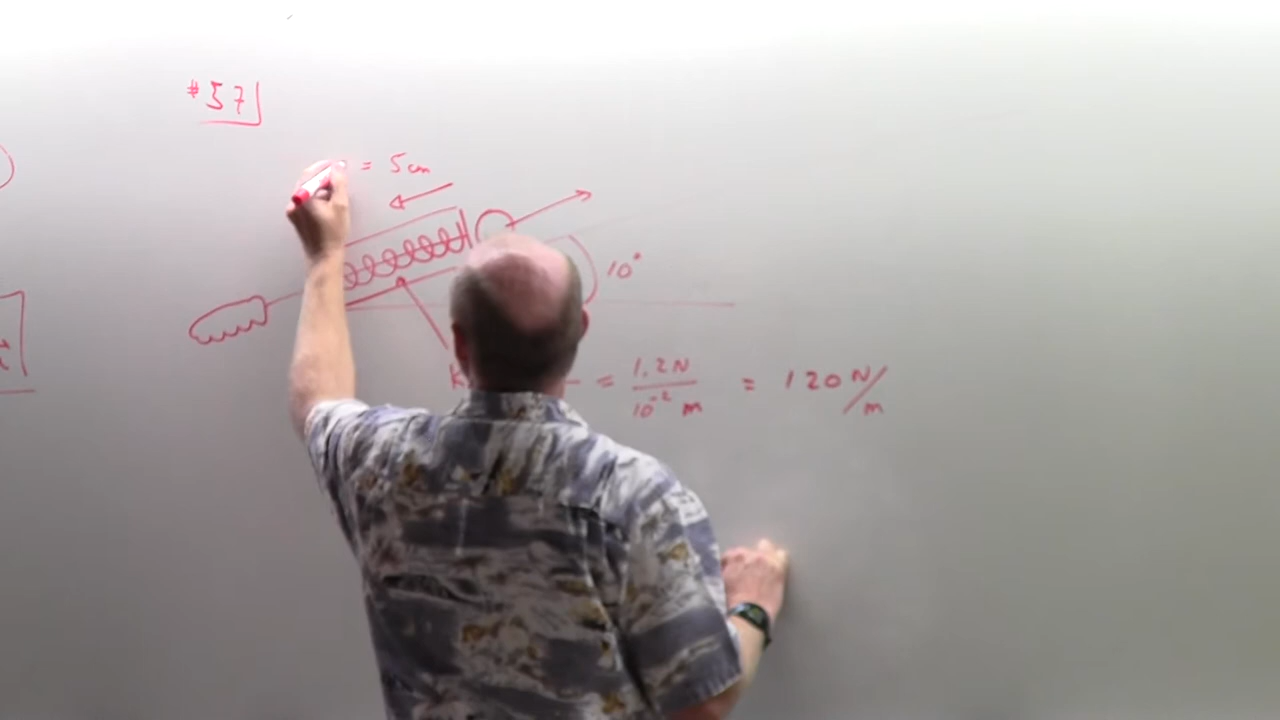 #57
= 5cm
10°
K = 1.2N / 10⁻² m = 120 N/m